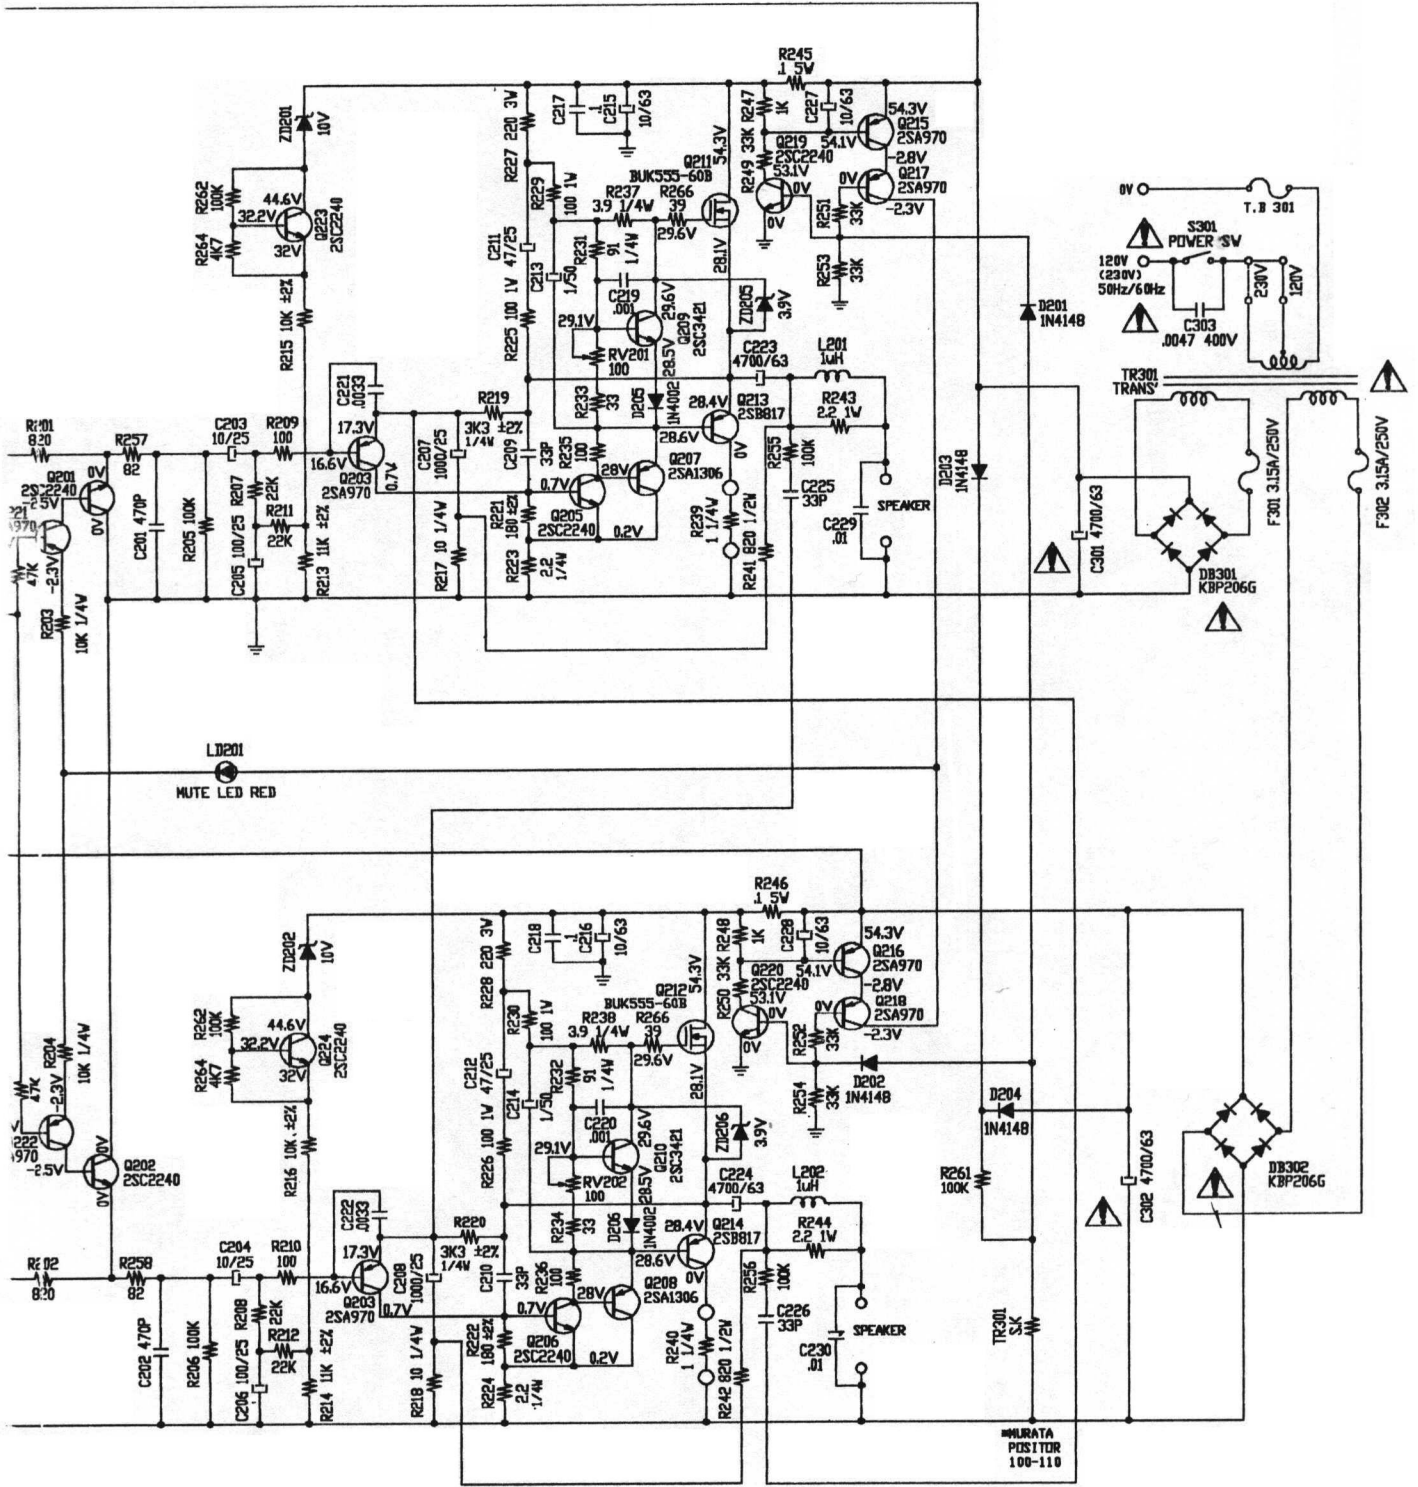 R245
.1 5W
ZD201
10V
R227 220 3W
C217
.1
C215
10/63
R247
1K
C227
10/63
54.3V
Q215
2SA970
54.1V
54.3V
R249 33K
Q219
2SC2240
53.1V
0V
0V
-2.8V
Q217
2SA970
0V
-2.3V
R251
33K
R253
33K
R262
100K
44.6V
32.2V
32V
Q223
2SC2240
R264
4K7
R229
100 1W
Q211
BUK555-60B
R237
3.9 1/4W
R266
39
29.6V
28.1V
C211
47/25
C213
1/50
R231
91
1/4W
C219
.001
29.6V
29.1V
Q209
2SC3421
ZD205
3.9V
R215 10K ±2%
R225 100 1W
RV201
100
28.5V
C223
4700/63
L201
1uH
D201
1N4148
C221
.0033
R219
3K3 ±2%
1/4W
R233
33
D205
1N4002
28.4V
Q213
2SB817
R243
2.2 1W
28.6V
0V
0V
S301
POWER SW
120V
(230V)
50Hz/60Hz
T.B 301
C303
.0047 400V
230V
120V
TR301
TRANS'
820
R257
82
C203
10/25
R209
100
17.3V
16.6V
Q203
2SA970
0.7V
C207
1000/25
C209
33P
R235
100
28V
Q207
2SA1306
R255
100K
C225
33P
D203
1N4148
F301 3.15A/250V
F302 3.15A/250V
Q201
2SC2240
0V
0V
C201 470P
R205 100K
R207
22K
R211
22K
C205 100/25
R213 11K ±2%
R217 10 1/4W
R221
180 ±2%
R223
2.2
1/4W
0.7V
Q205
2SC2240
0.2V
R239
1 1/4W
R241 820 1/2W
C229
.01
SPEAKER
C301 4700/63
DB301
KBP206G
47K
-2.3V
R203
10K 1/4W
LD201
MUTE LED RED
R246
.1 5W
ZD202
10V
R228 220 3W
C218
.1
C216
10/63
R248
1K
C228
10/63
54.3V
Q216
2SA970
54.1V
54.3V
R250 33K
Q220
2SC2240
53.1V
0V
0V
-2.8V
Q218
2SA970
0V
-2.3V
R252
33K
R254
33K
D202
1N4148
R262
100K
44.6V
32.2V
32V
Q224
2SC2240
R264
4K7
R230
100 1W
Q212
BUK555-60B
R238
3.9 1/4W
R266
39
29.6V
28.1V
C212
47/25
C214
1/50
R232
91
1/4W
C220
.001
29.6V
29.1V
Q210
2SC3421
ZD206
3.9V
R204
10K 1/4W
47K
-2.3V
-2.5V
0V
0V
Q202
2SC2240
R216 10K ±2%
R226 100 1W
RV202
100
28.5V
C224
4700/63
L202
1uH
D204
1N4148
R261
100K
C302 4700/63
DB302
KBP206G
C222
.0033
R220
3K3 ±2%
1/4W
R234
33
D206
1N4002
28.4V
Q214
2SB817
R244
2.2 1W
28.6V
0V
R258
82
C204
10/25
R210
100
17.3V
16.6V
Q203
2SA970
0.7V
C208
1000/25
C210
33P
R236
100
28V
Q208
2SA1306
R256
100K
C226
33P
C202 470P
R206 100K
R208
22K
R212
22K
C206 100/25
R214 11K ±2%
R218 10 1/4W
R222
180 ±2%
R224
2.2
1/4W
0.7V
Q206
2SC2240
0.2V
R240
1 1/4W
R242 820 1/2W
C230
.01
SPEAKER
TR301
S.K
*MURATA
POSITOR
100-110